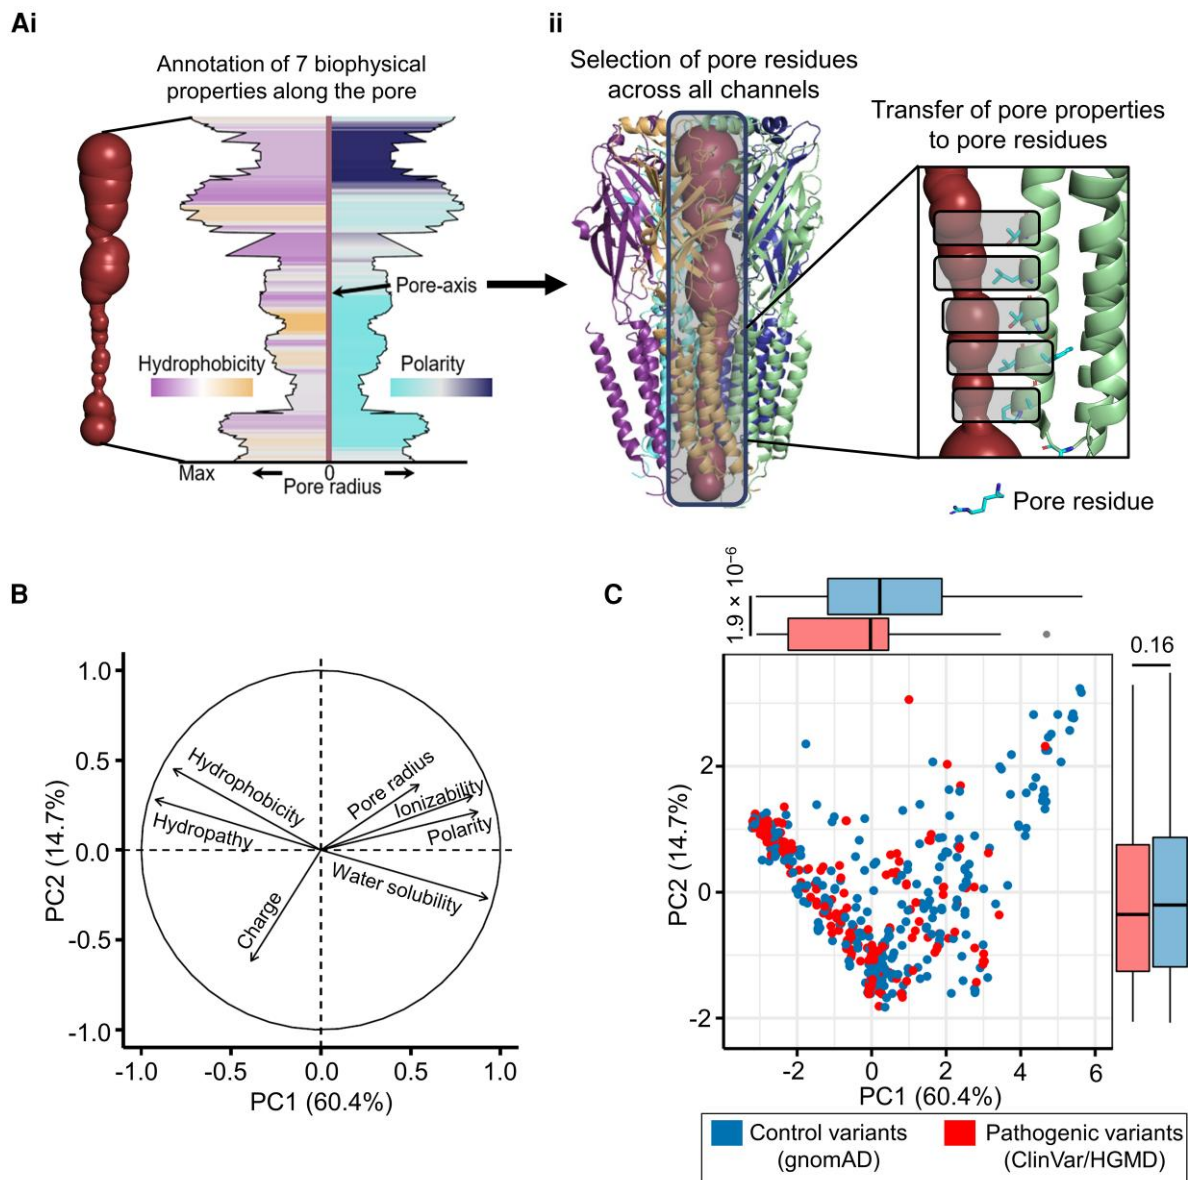 Ai
Annotation of 7 biophysical
properties along the pore
Pore-axis
Hydrophobicity
Polarity
Max
0
Pore radius
ii
Selection of pore residues
across all channels
Transfer of pore properties
to pore residues
Pore residue
B
1.0
0.5
0.0
-0.5
-1.0
PC2 (14.7%)
Hydrophobicity
Hydropathy
Pore radius
Ionizability
Polarity
Water solubility
Charge
-1.0
-0.5
0.0
0.5
1.0
PC1 (60.4%)
C
1.9 × 10⁻⁶
0.16
2
0
-2
PC2 (14.7%)
-2
0
2
4
6
PC1 (60.4%)
Control variants
(gnomAD)
Pathogenic variants
(ClinVar/HGMD)